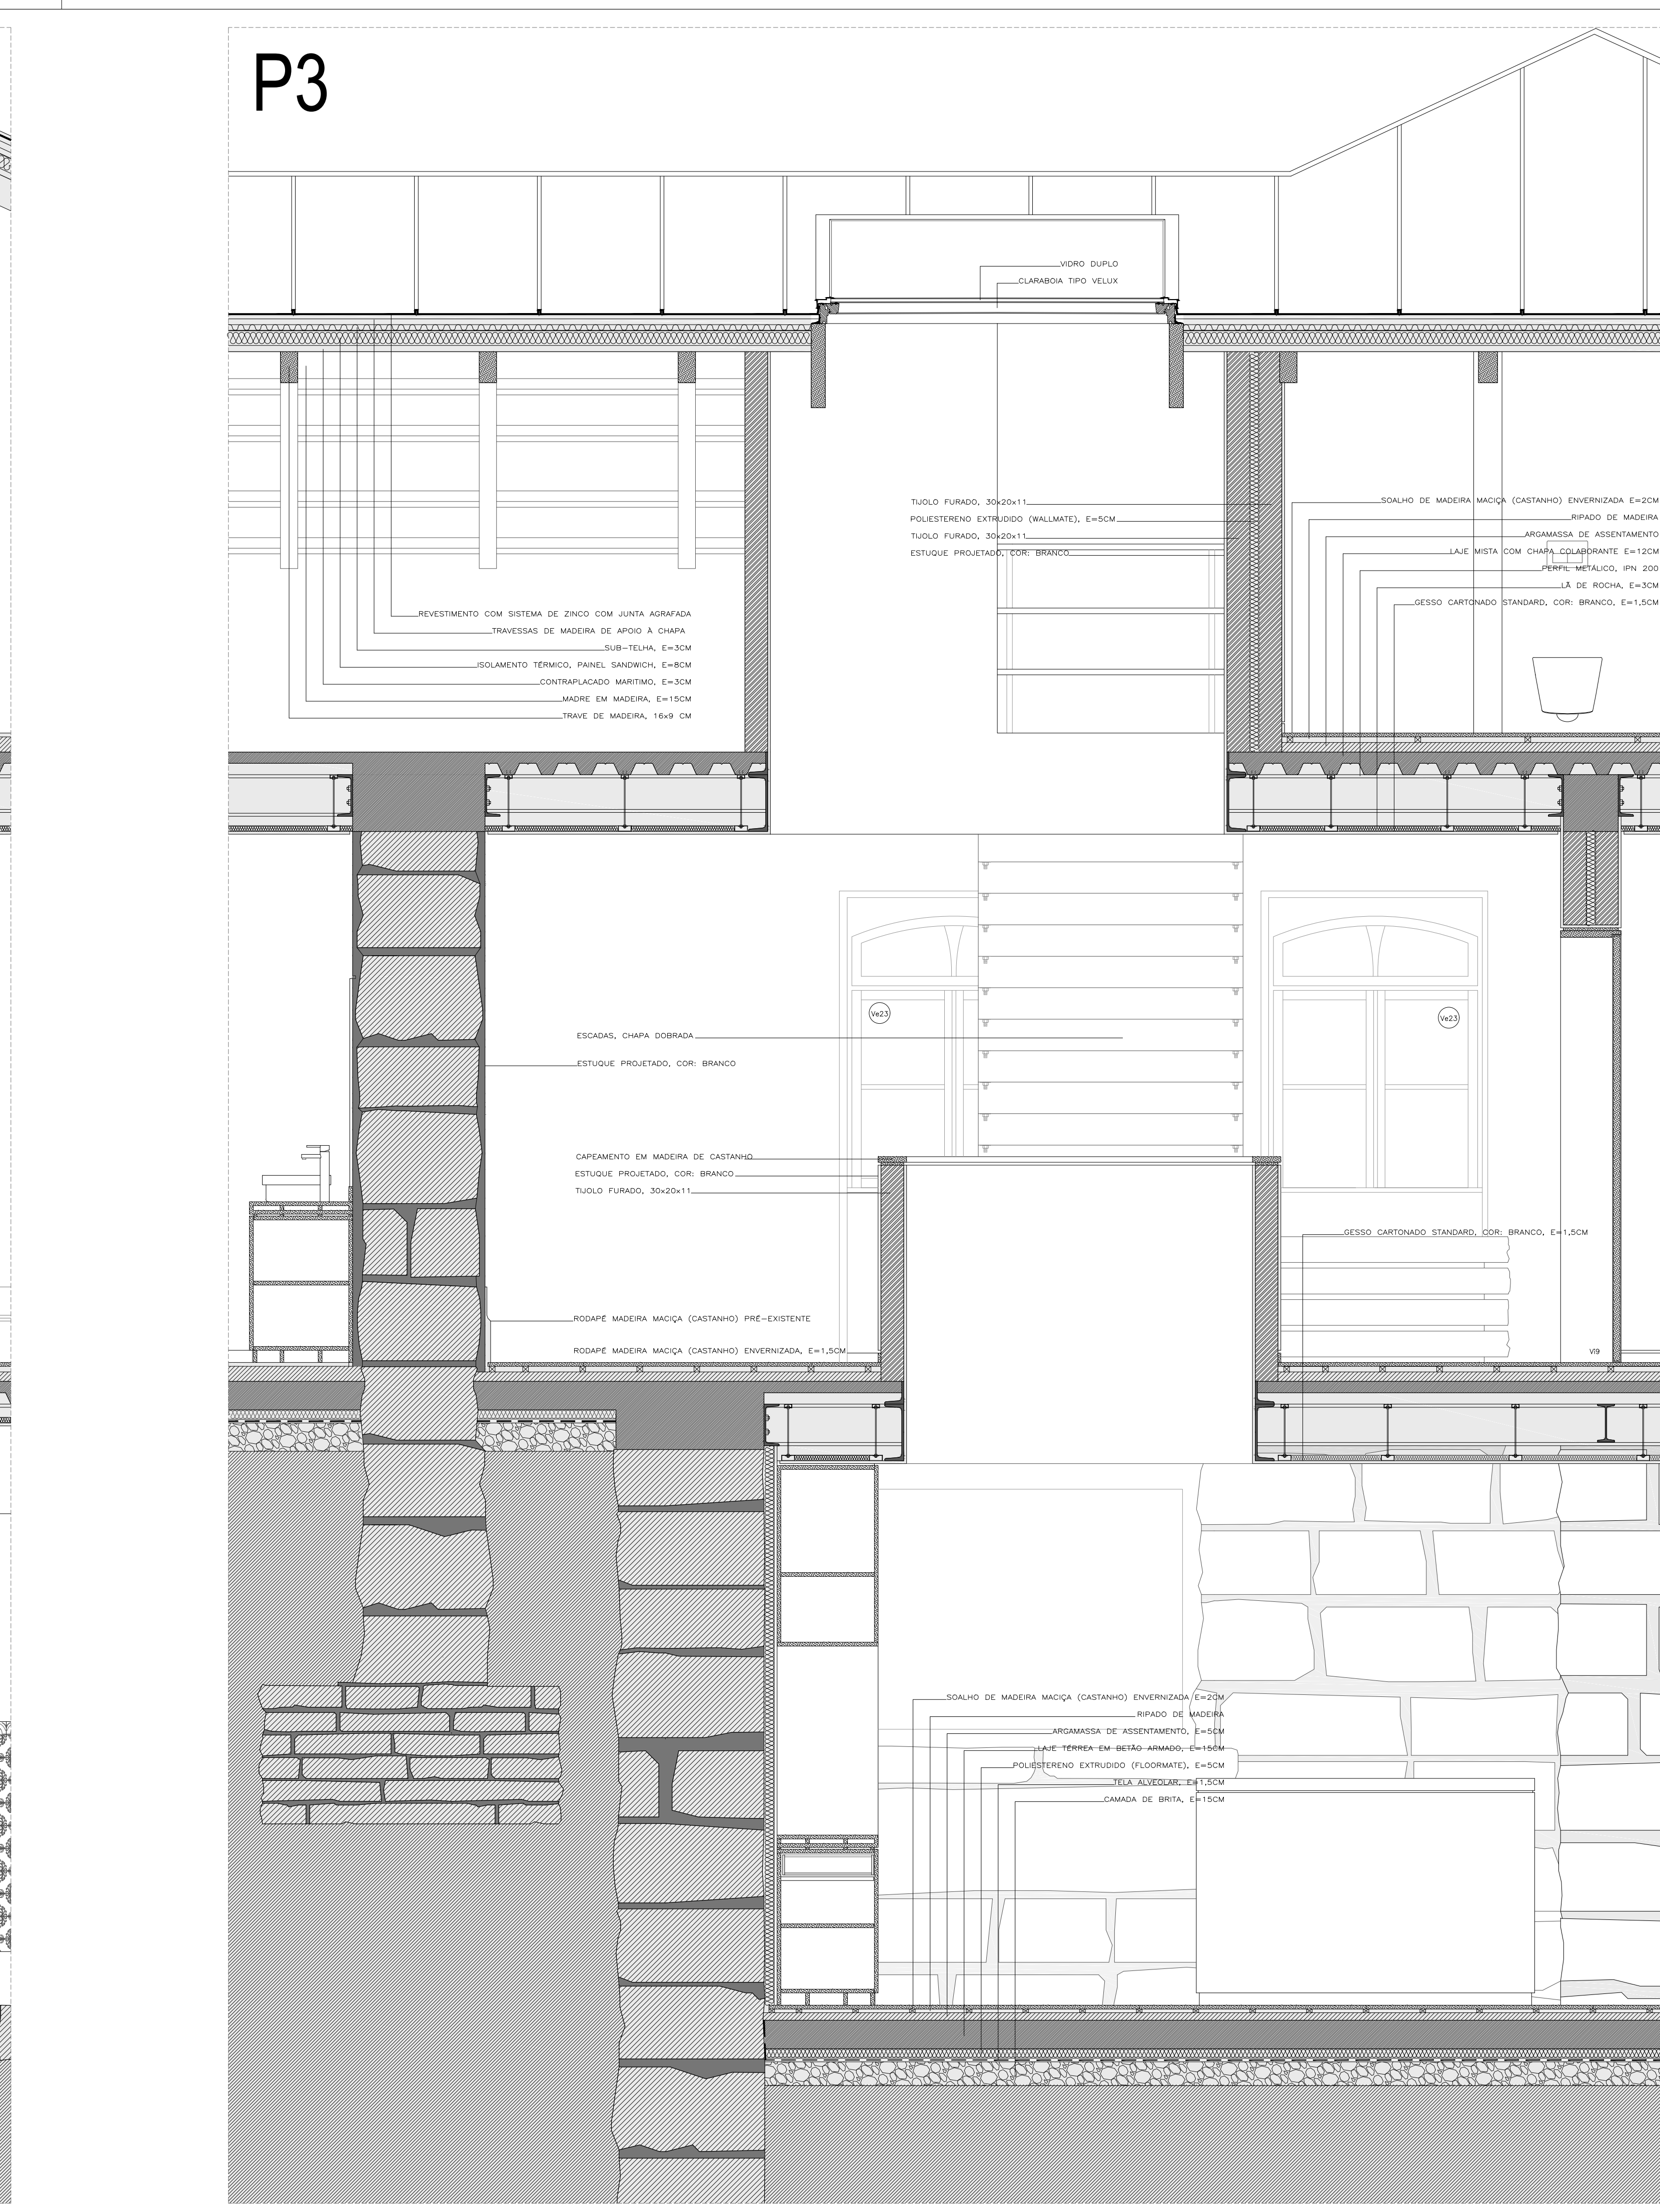 P3
VIDRO DUPLO
CLARABOIA TIPO VELUX
TIJOLO FURADO, 30x20x11
POLIESTERENO EXTRUDIDO (WALLMATE), E=5CM
TIJOLO FURADO, 30x20x11
ESTUQUE PROJETADO, COR: BRANCO
SOALHO DE MADEIRA MACIÇA (CASTANHO) ENVERNIZADA E=2CM
RIPADO DE MADEIRA
ARGAMASSA DE ASSENTAMENTO
LAJE MISTA COM CHAPA COLABORANTE E=12CM
PERFIL METÁLICO, IPN 200
LÃ DE ROCHA, E=3CM
GESSO CARTONADO STANDARD, COR: BRANCO, E=1,5CM
REVESTIMENTO COM SISTEMA DE ZINCO COM JUNTA AGRAFADA
TRAVESSAS DE MADEIRA DE APOIO À CHAPA
SUB-TELHA, E=3CM
ISOLAMENTO TÉRMICO, PAINEL SANDWICH, E=8CM
CONTRAPLACADO MARITIMO, E=3CM
MADRE EM MADEIRA, E=15CM
TRAVE DE MADEIRA, 16x9 CM
Ve23
Ve23
ESCADAS, CHAPA DOBRADA
ESTUQUE PROJETADO, COR: BRANCO
CAPEAMENTO EM MADEIRA DE CASTANHO
ESTUQUE PROJETADO, COR: BRANCO
TIJOLO FURADO, 30x20x11
GESSO CARTONADO STANDARD, COR: BRANCO, E=1,5CM
RODAPÉ MADEIRA MACIÇA (CASTANHO) PRÉ-EXISTENTE
RODAPÉ MADEIRA MACIÇA (CASTANHO) ENVERNIZADA, E=1,5CM
Vi9
SOALHO DE MADEIRA MACIÇA (CASTANHO) ENVERNIZADA E=2CM
RIPADO DE MADEIRA
ARGAMASSA DE ASSENTAMENTO, E=5CM
LAJE TÉRREA EM BETÃO ARMADO, E=15CM
POLIESTERENO EXTRUDIDO (FLOORMATE), E=5CM
TELA ALVEOLAR, E=1,5CM
CAMADA DE BRITA, E=15CM